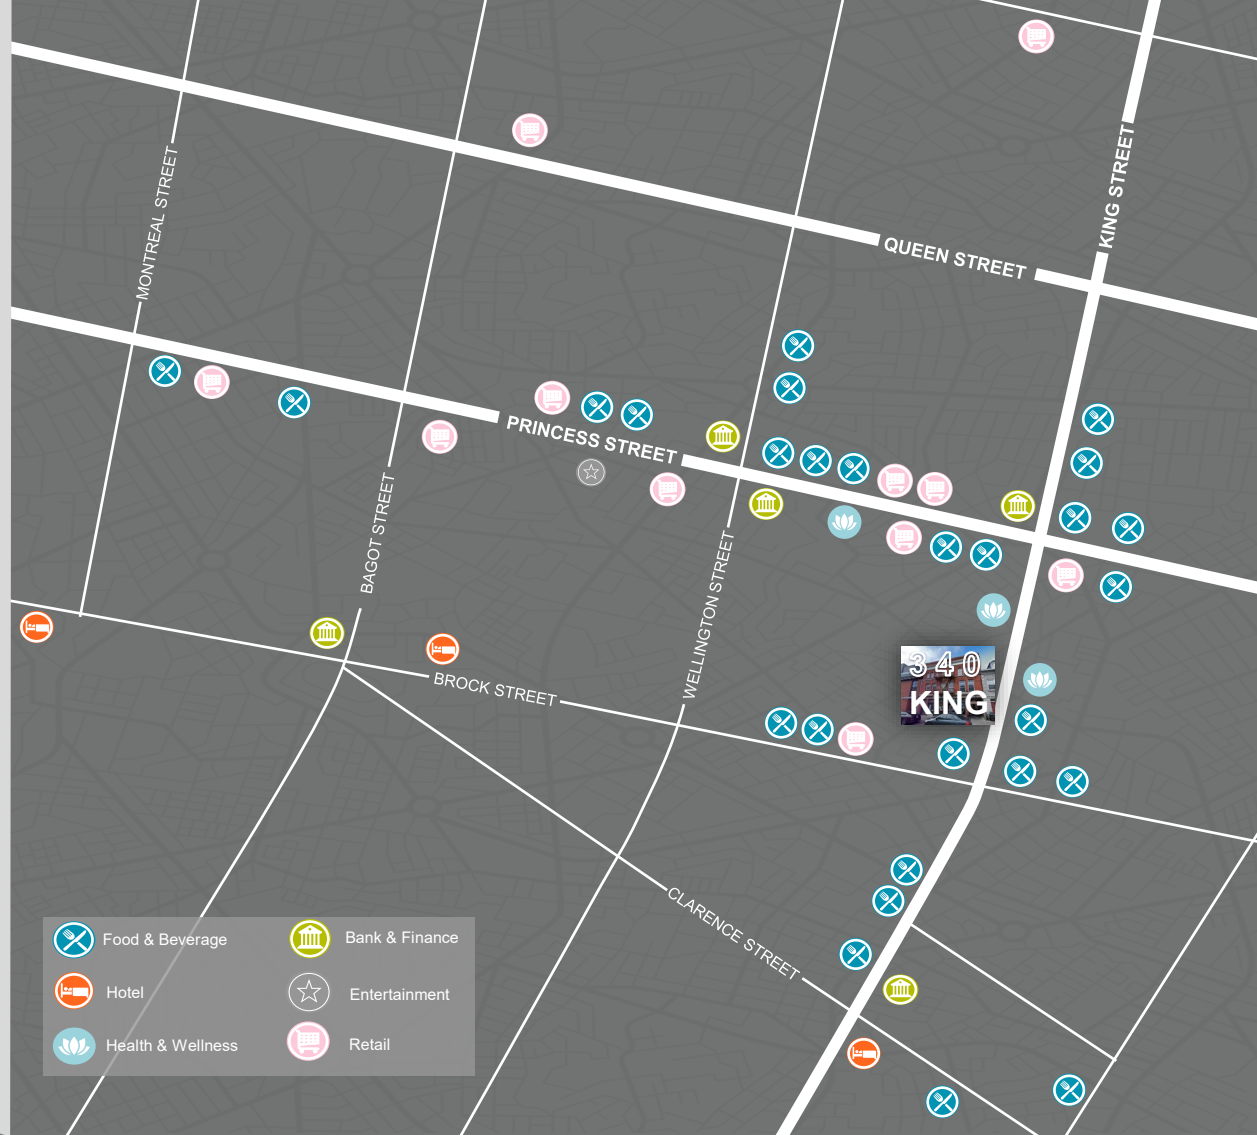 MONTREAL STREET
KING STREET
QUEEN STREET
PRINCESS STREET
BAGOT STREET
WELLINGTON STREET
340
KING
BROCK STREET
CLARENCE STREET
Food & Beverage
Bank & Finance
Hotel
Entertainment
Health & Wellness
Retail